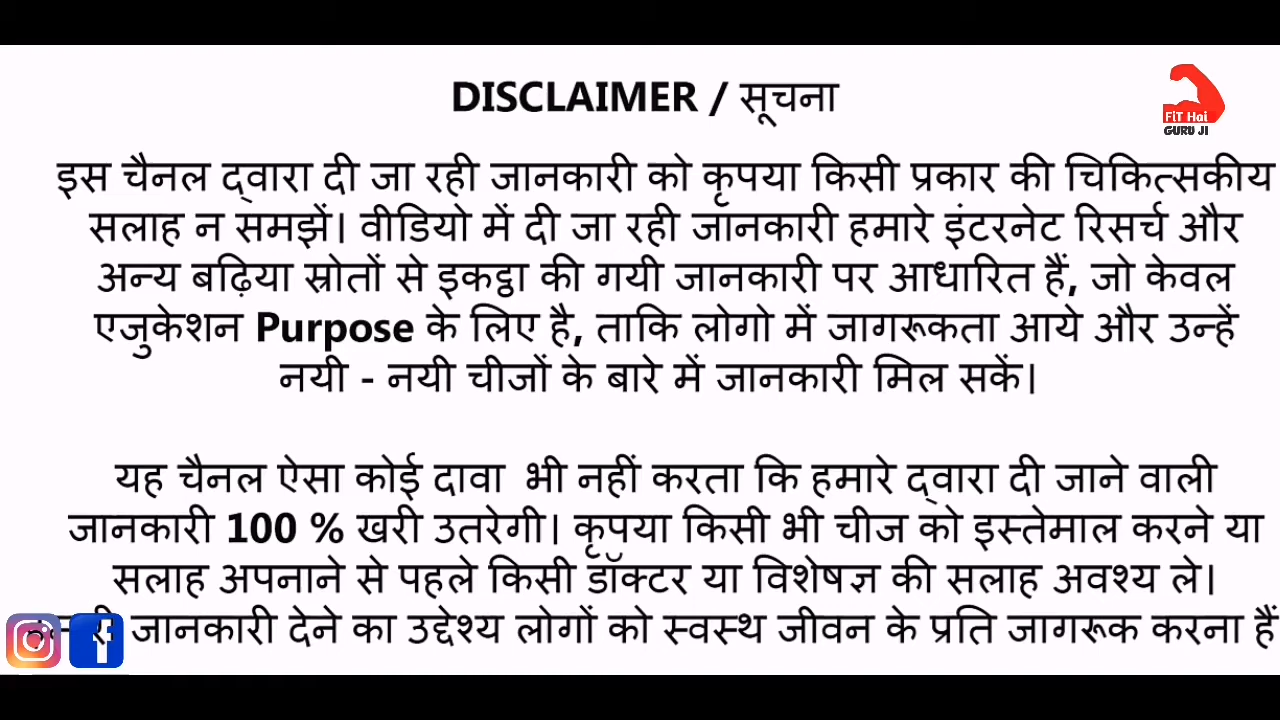 DISCLAIMER / सूचना
FiT Hai
GURU JI
इस चैनल द्वारा दी जा रही जानकारी को कृपया किसी प्रकार की चिकित्सकीय
सलाह न समझें। वीडियो में दी जा रही जानकारी हमारे इंटरनेट रिसर्च और
अन्य बढ़िया स्रोतों से इकट्ठा की गयी जानकारी पर आधारित हैं, जो केवल
एजुकेशन Purpose के लिए है, ताकि लोगो में जागरूकता आये और उन्हें
नयी - नयी चीजों के बारे में जानकारी मिल सकें।
यह चैनल ऐसा कोई दावा भी नहीं करता कि हमारे द्वारा दी जाने वाली
जानकारी 100 % खरी उतरेगी। कृपया किसी भी चीज को इस्तेमाल करने या
सलाह अपनाने से पहले किसी डॉक्टर या विशेषज्ञ की सलाह अवश्य ले।
जानकारी देने का उद्देश्य लोगों को स्वस्थ जीवन के प्रति जागरूक करना हैं